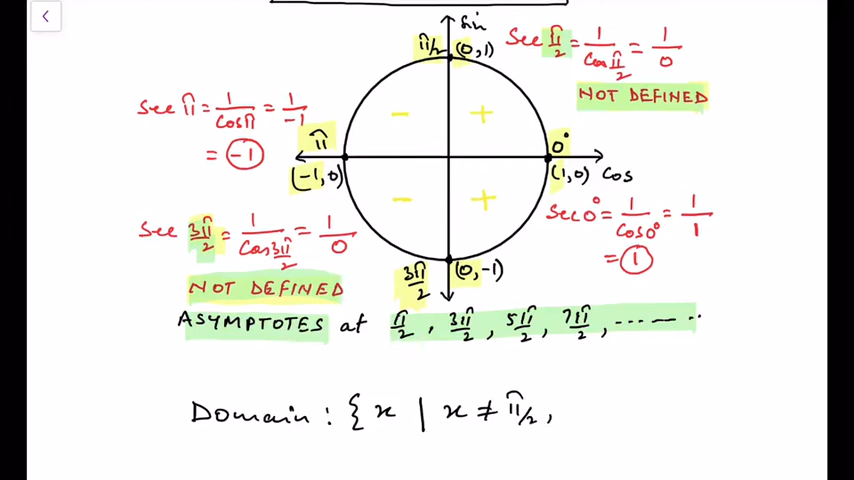 sin
π/2 (0,1)
sec π/2 = 1/cos π/2 = 1/0
NOT DEFINED
sec π = 1/cos π = 1/-1
= -1
- +
π
0°
(-1,0)
(1,0) cos
- +
sec 0° = 1/cos 0° = 1/1
= 1
sec 3π/2 = 1/cos 3π/2 = 1/0
NOT DEFINED
3π/2 (0,-1)
ASYMPTOTES at π/2, 3π/2, 5π/2, 7π/2, ........
Domain : { x | x ≠ π/2,